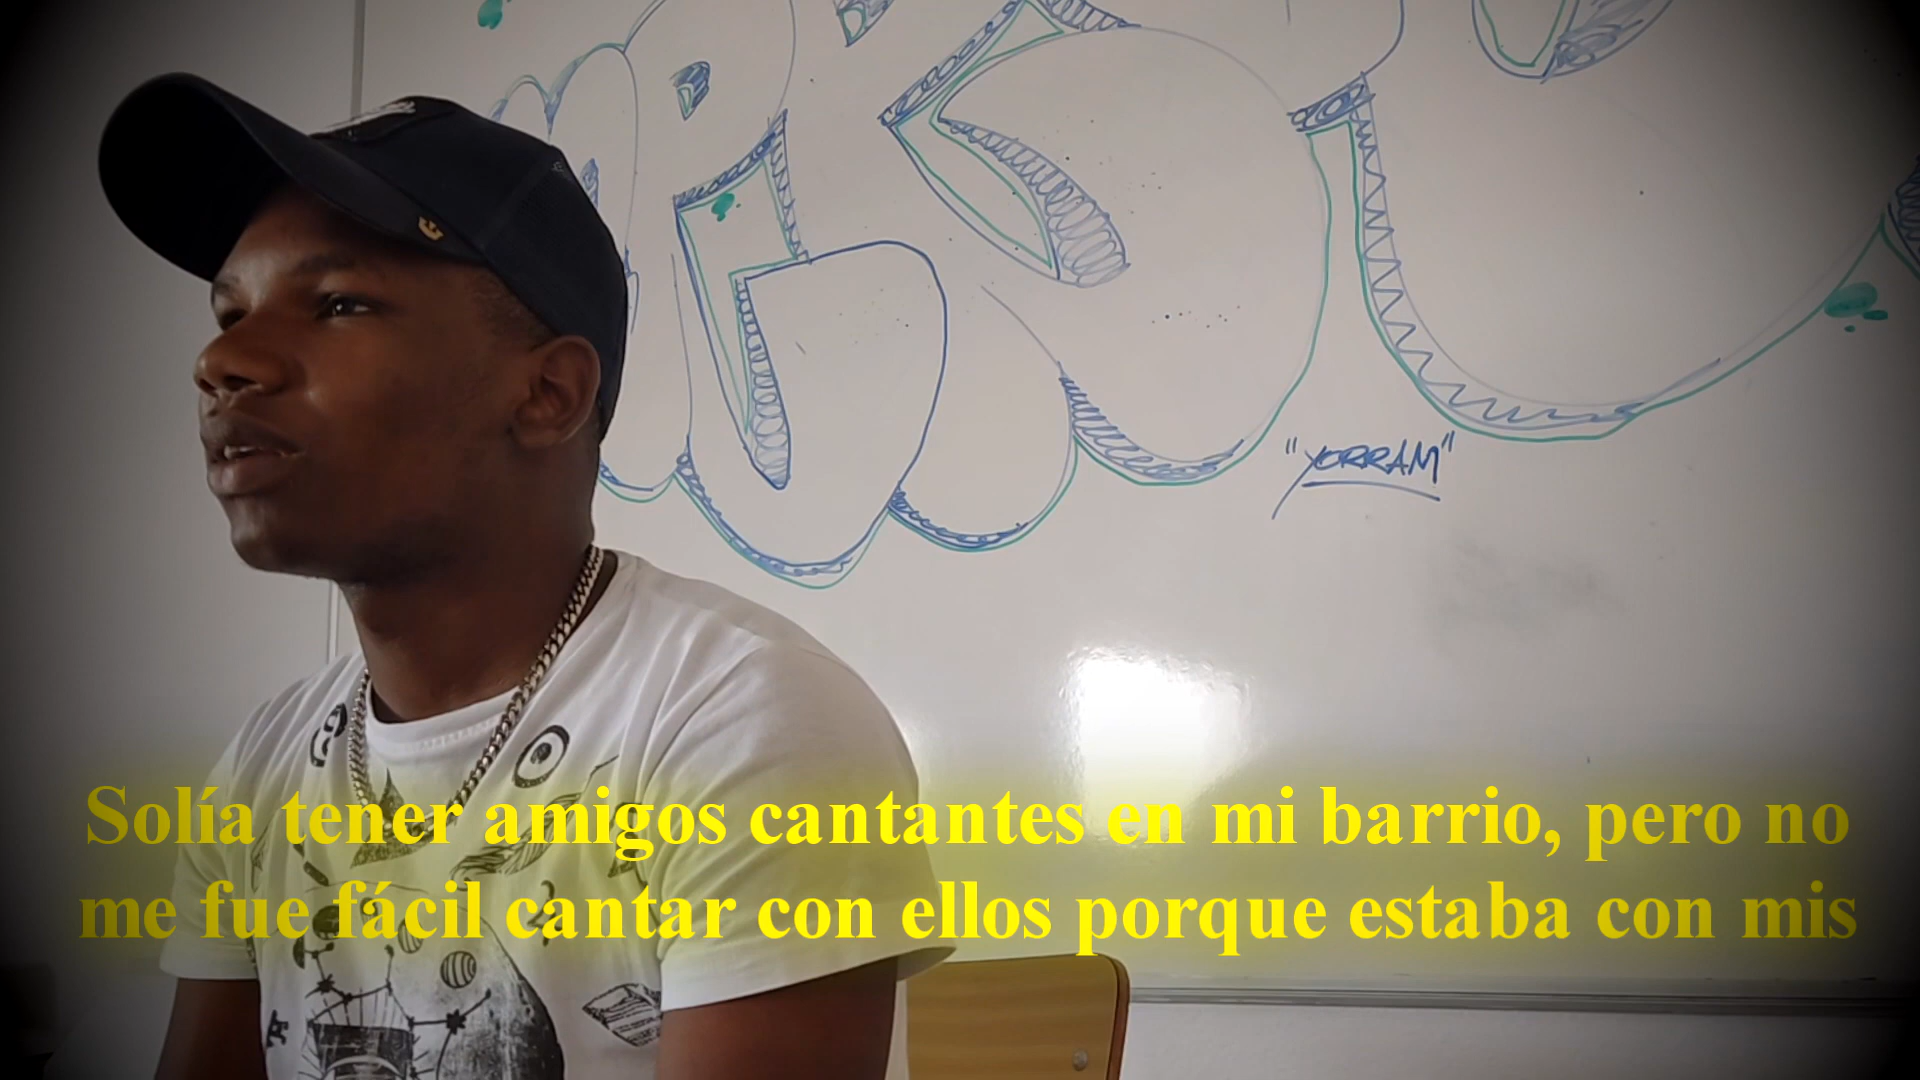 "YORRAM"
Solía tener amigos cantantes en mi barrio, pero no
me fue fácil cantar con ellos porque estaba con mis